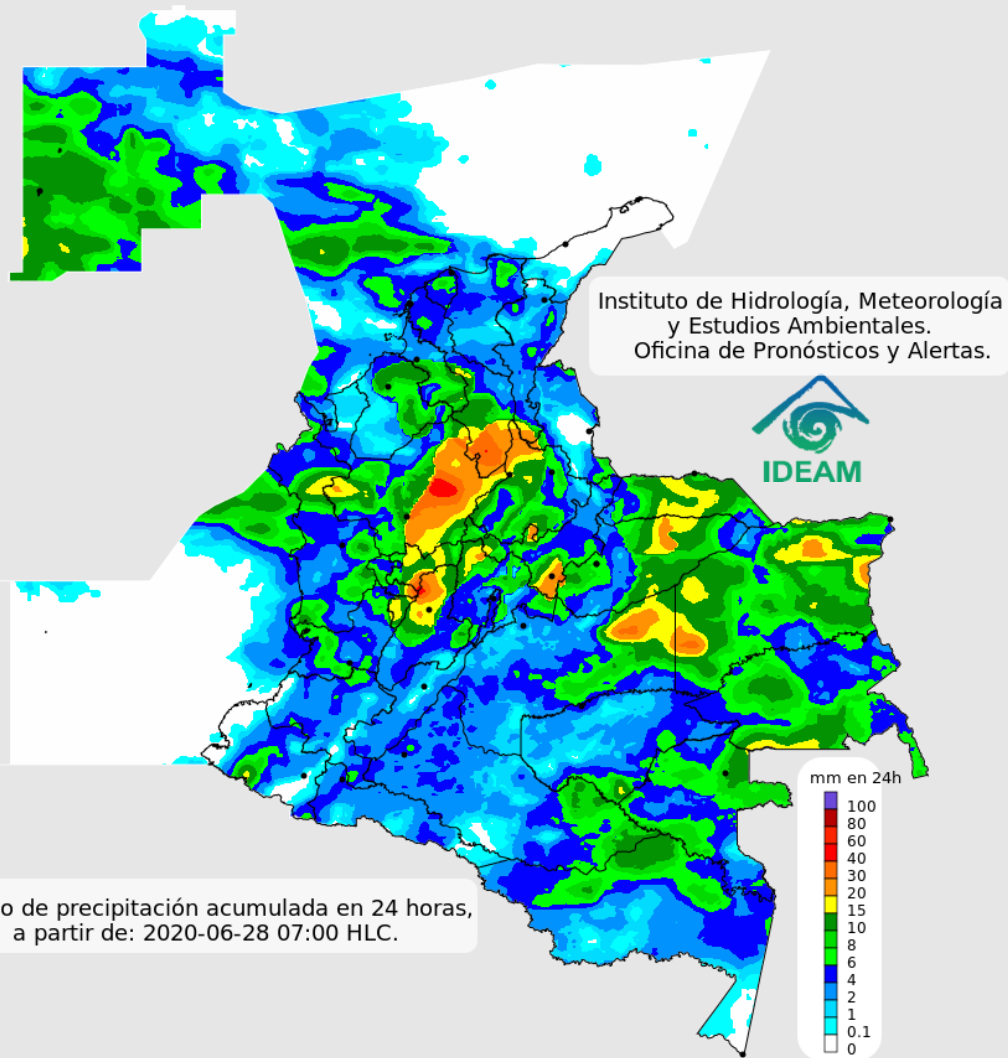 Instituto de Hidrología, Meteorología
y Estudios Ambientales.
Oficina de Pronósticos y Alertas.
IDEAM
mm en 24h
100
80
60
40
30
20
15
10
8
6
4
2
1
0.1
0
o de precipitación acumulada en 24 horas,
a partir de: 2020-06-28 07:00 HLC.